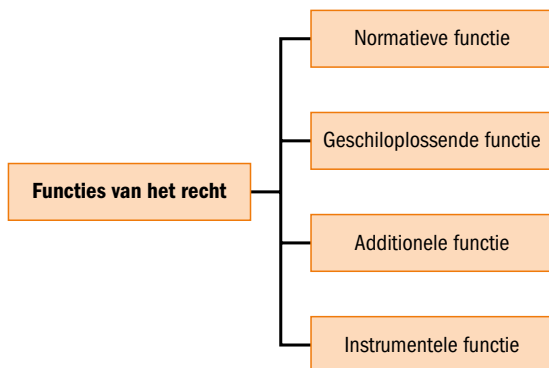 Normatieve functie
Geschiloplossende functie
Functies van het recht
Additionele functie
Instrumentele functie